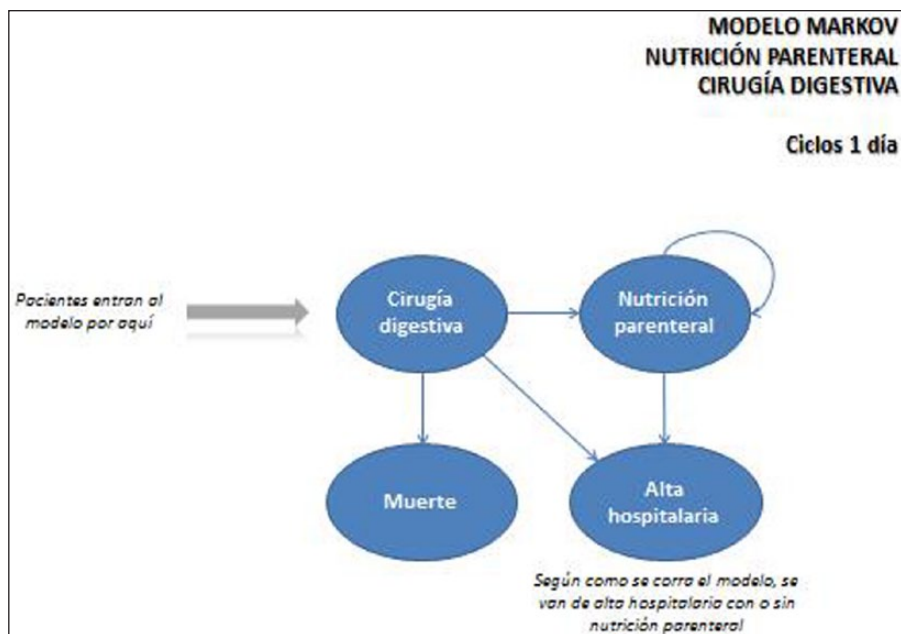 MODELO MARKOV
NUTRICIÓN PARENTERAL
CIRUGÍA DIGESTIVA
Ciclos 1 día
Pacientes entran al
modelo por aquí
Cirugía
digestiva
Nutrición
parenteral
Muerte
Alta
hospitalaria
Según como se corra el modelo, se
van de alta hospitalaria con o sin
nutrición parenteral